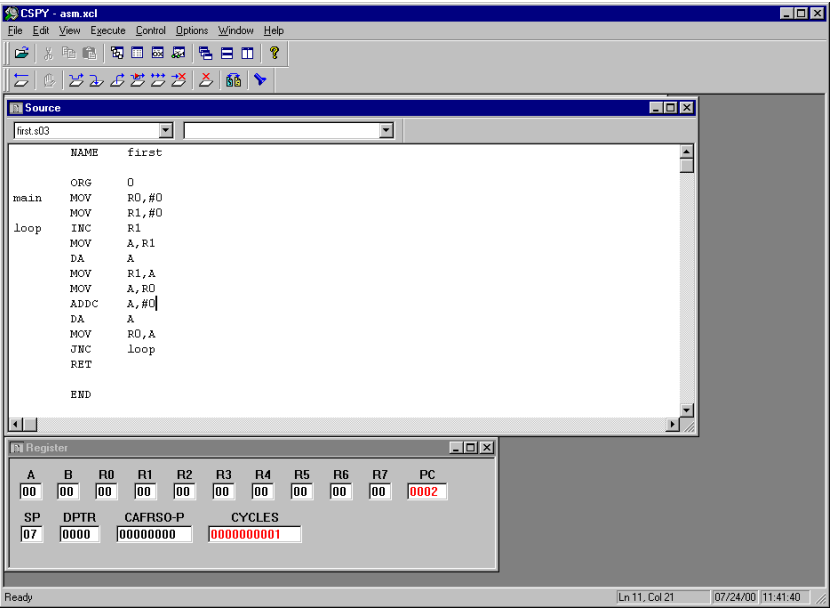 CSPY - asm.xcl
File Edit View Execute Control Options Window Help
Source
first.s03
NAME first
ORG 0
main MOV R0,#0
MOV R1,#0
loop INC R1
MOV A,R1
DA A
MOV R1,A
MOV A,R0
ADDC A,#0
DA A
MOV R0,A
JNC loop
RET
END
Register
A B R0 R1 R2 R3 R4 R5 R6 R7 PC
00 00 00 00 00 00 00 00 00 00 0002
SP DPTR CAFRSO-P CYCLES
07 0000 00000000 0000000001
Ready Ln 11, Col 21 07/24/00 11:41:40